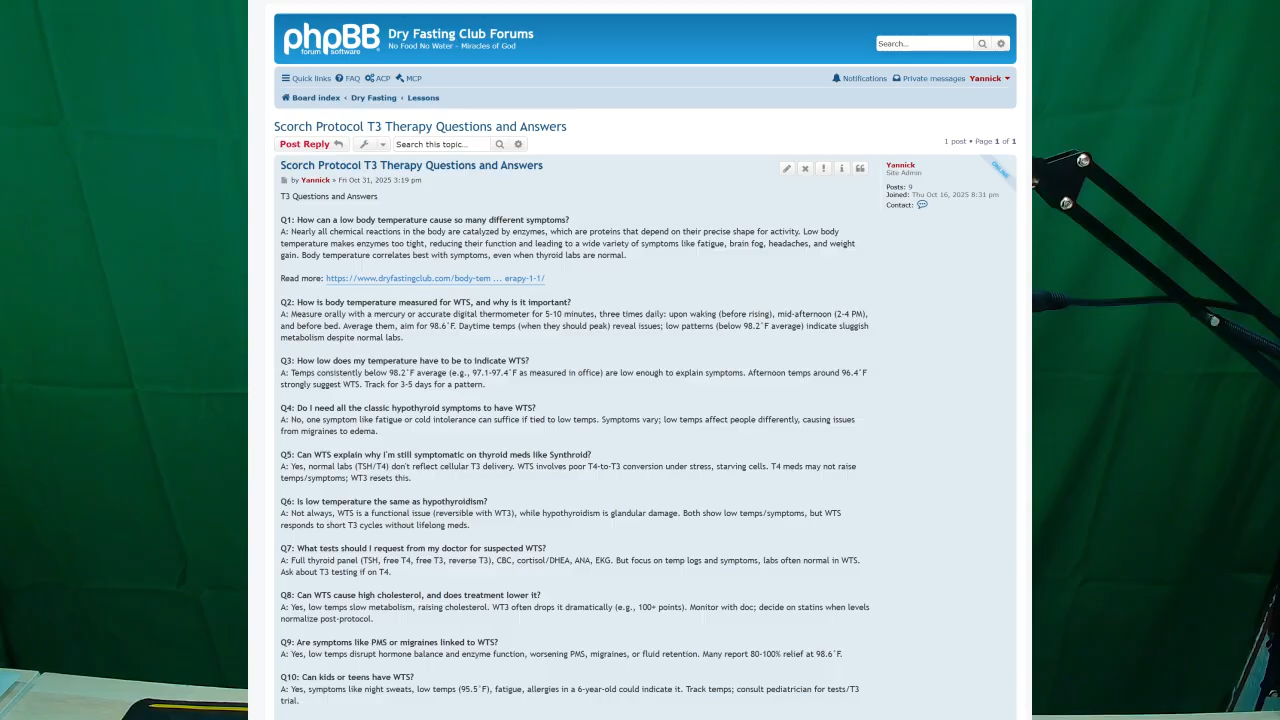 phpBB
forum software
Dry Fasting Club Forums
No Food No Water - Miracles of God
Search...
Quick links FAQ ACP MCP
Notifications Private messages Yannick
Board index ‹ Dry Fasting ‹ Lessons
Scorch Protocol T3 Therapy Questions and Answers
Post Reply Search this topic...
1 post • Page 1 of 1
Scorch Protocol T3 Therapy Questions and Answers
by Yannick » Fri Oct 31, 2025 3:19 pm
ONLINE
Yannick
Site Admin
Posts: 9
Joined: Thu Oct 16, 2025 8:31 pm
Contact:
T3 Questions and Answers
Q1: How can a low body temperature cause so many different symptoms?
A: Nearly all chemical reactions in the body are catalyzed by enzymes, which are proteins that depend on their precise shape for activity. Low body
temperature makes enzymes too tight, reducing their function and leading to a wide variety of symptoms like fatigue, brain fog, headaches, and weight
gain. Body temperature correlates best with symptoms, even when thyroid labs are normal.
Read more: https://www.dryfastingclub.com/body-tem ... erapy-1-1/
Q2: How is body temperature measured for WTS, and why is it important?
A: Measure orally with a mercury or accurate digital thermometer for 5-10 minutes, three times daily: upon waking (before rising), mid-afternoon (2-4 PM),
and before bed. Average them, aim for 98.6°F. Daytime temps (when they should peak) reveal issues; low patterns (below 98.2°F average) indicate sluggish
metabolism despite normal labs.
Q3: How low does my temperature have to be to indicate WTS?
A: Temps consistently below 98.2°F average (e.g., 97.1-97.4°F as measured in office) are low enough to explain symptoms. Afternoon temps around 96.4°F
strongly suggest WTS. Track for 3-5 days for a pattern.
Q4: Do I need all the classic hypothyroid symptoms to have WTS?
A: No, one symptom like fatigue or cold intolerance can suffice if tied to low temps. Symptoms vary; low temps affect people differently, causing issues
from migraines to edema.
Q5: Can WTS explain why I'm still symptomatic on thyroid meds like Synthroid?
A: Yes, normal labs (TSH/T4) don't reflect cellular T3 delivery. WTS involves poor T4-to-T3 conversion under stress, starving cells. T4 meds may not raise
temps/symptoms; WT3 resets this.
Q6: Is low temperature the same as hypothyroidism?
A: Not always, WTS is a functional issue (reversible with WT3), while hypothyroidism is glandular damage. Both show low temps/symptoms, but WTS
responds to short T3 cycles without lifelong meds.
Q7: What tests should I request from my doctor for suspected WTS?
A: Full thyroid panel (TSH, free T4, free T3, reverse T3), CBC, cortisol/DHEA, ANA, EKG. But focus on temp logs and symptoms, labs often normal in WTS.
Ask about T3 testing if on T4.
Q8: Can WTS cause high cholesterol, and does treatment lower it?
A: Yes, low temps slow metabolism, raising cholesterol. WT3 often drops it dramatically (e.g., 100+ points). Monitor with doc; decide on statins when levels
normalize post-protocol.
Q9: Are symptoms like PMS or migraines linked to WTS?
A: Yes, low temps disrupt hormone balance and enzyme function, worsening PMS, migraines, or fluid retention. Many report 80-100% relief at 98.6°F.
Q10: Can kids or teens have WTS?
A: Yes, symptoms like night sweats, low temps (95.5°F), fatigue, allergies in a 6-year-old could indicate it. Track temps; consult pediatrician for tests/T3
trial.